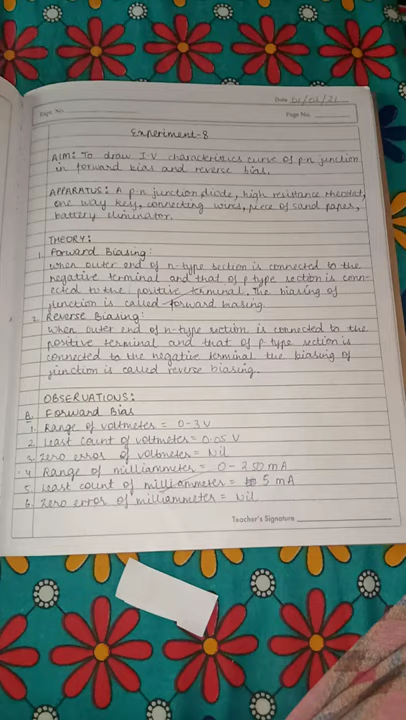 Date 01/02/21
Expt. No.
Page No.
Experiment-8
AIM: To draw I-V characteristics curve of p-n junction
in forward bias and reverse bias.
APPARATUS: A p-n junction diode, high resistance rheostat,
one way key, connecting wires, piece of sand paper,
battery eliminator.
THEORY:
1. Forward Biasing:
When outer end of n-type section is connected to the
negative terminal and that of p type section is conn-
ected to the positive terminal. The biasing of
junction is called forward biasing.
2. Reverse Biasing:
When outer end of n-type section is connected to the
positive terminal and that of p type section is
connected to the negative terminal the biasing of
junction is called reverse biasing.
OBSERVATIONS:
A. Forward Bias
1. Range of voltmeter = 0-3V
2. Least count of voltmeter = 0.05 V
3. Zero error of voltmeter = Nil
4. Range of milliammeter = 0-250 mA
5. Least count of milliammeter = 5 mA
6. Zero error of milliammeter = Nil
Teacher's Signature